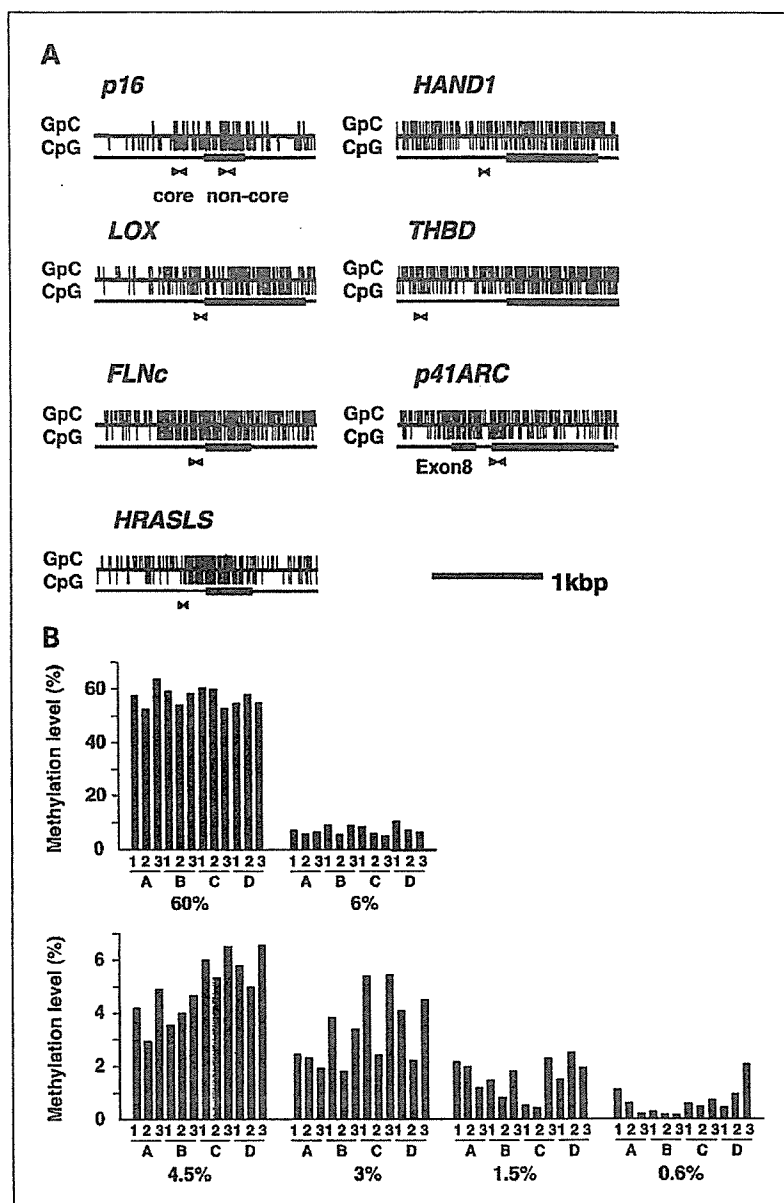 A
p16 HAND1
GpC GpC
CpG CpG
core non-core
LOX THBD
GpC GpC
CpG CpG
FLNc p41ARC
GpC GpC
CpG CpG
Exon8
HRASLS
GpC
CpG
1kbp
B
Methylation level (%)
60
40
20
0
1 2 3 1 2 3 1 2 3 1 2 3 1 2 3 1 2 3 1 2 3 1 2 3
A B C D A B C D
60% 6%
Methylation level (%)
6
4
2
0
1 2 3 1 2 3 1 2 3 1 2 3 1 2 3 1 2 3 1 2 3 1 2 3 1 2 3 1 2 3 1 2 3 1 2 3 1 2 3 1 2 3 1 2 3 1 2 3
A B C D A B C D A B C D A B C D
4.5% 3% 1.5% 0.6%